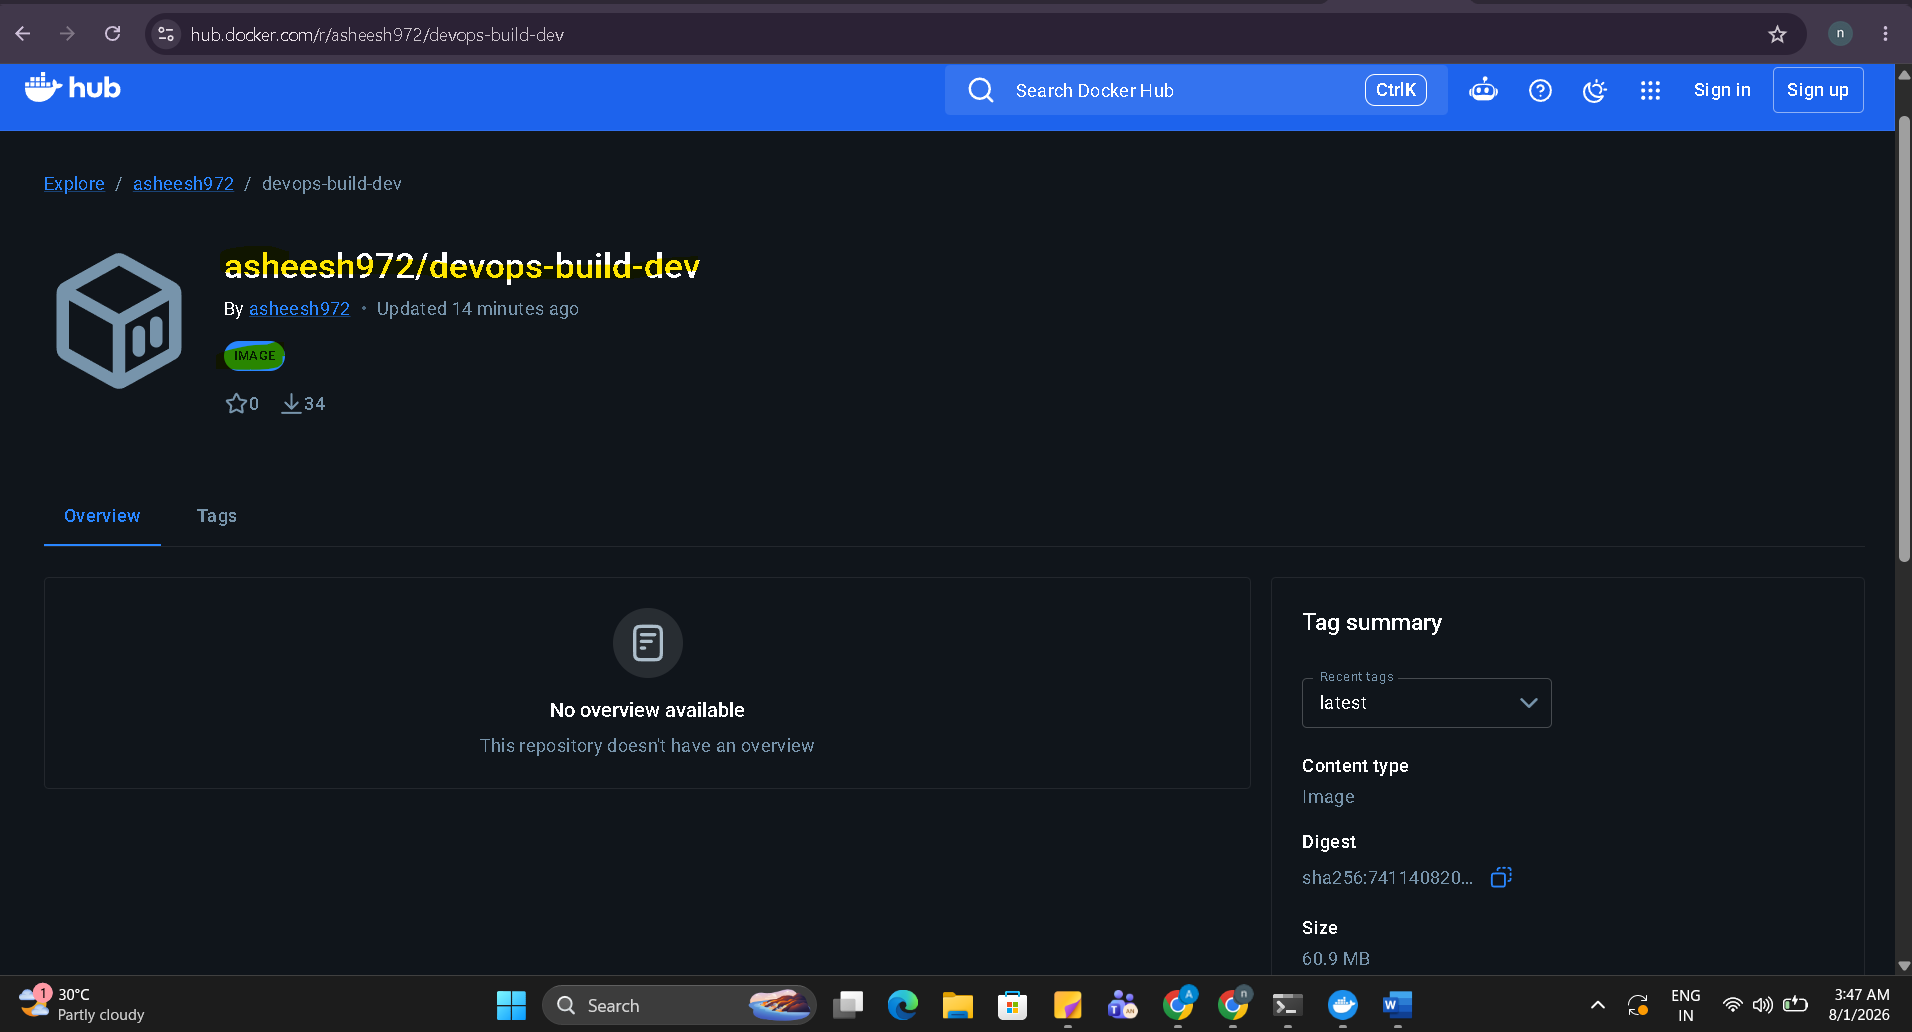 hub.docker.com/r/asheesh972/devops-build-dev
n
hub
Search Docker Hub
CtrlK
Sign in
Sign up
Explore / asheesh972 / devops-build-dev
asheesh972/devops-build-dev
By asheesh972 • Updated 14 minutes ago
IMAGE
0
34
Overview
Tags
No overview available
This repository doesn't have an overview
Tag summary
Recent tags
latest
Content type
Image
Digest
sha256:741140820...
Size
60.9 MB
1
30°C
Partly cloudy
Search
T
AN
A
n
W
ENG
IN
3:47 AM
8/1/2026